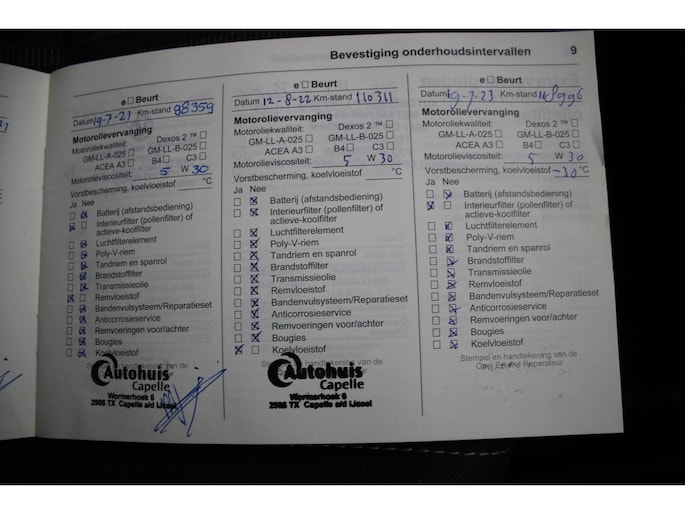 Bevestiging onderhoudsintervallen 9
e □ Beurt
Datum 19-7-21 Km-stand 98359
Motorolievervanging
Motoroliekwaliteit: Dexos 2 ™ □
GM-LL-A-025 □ GM-LL-B-025 □
ACEA A3 □ B4 □ C3 □
Motorolieviscositeit: 5 W 30
Vorstbescherming, koelvloeistof °C
Ja Nee
□ ☒ Batterij (afstandsbediening)
☒ □ Interieurfilter (pollenfilter) of
actieve-koolfilter
□ ☒ Luchtfilterelement
□ ☒ Poly-V-riem
□ ☒ Tandriem en spanrol
□ ☒ Brandstoffilter
□ ☒ Transmissieolie
☒ □ Remvloeistof
□ ☒ Bandenvulsysteem/Reparatieset
□ ☒ Anticorrosieservice
□ ☒ Remvoeringen voor/achter
□ ☒ Bougies
□ ☒ Koelvloeistof
Autohuis
Capelle
Wormerhoek 6
2905 TX Capelle a/d IJssel
e □ Beurt
Datum 12-8-22 Km-stand 110311
Motorolievervanging
Motoroliekwaliteit: Dexos 2 ™ □
GM-LL-A-025 □ GM-LL-B-025 □
ACEA A3 □ B4 □ C3 □
Motorolieviscositeit: 5 W 30
Vorstbescherming, koelvloeistof °C
Ja Nee
□ ☒ Batterij (afstandsbediening)
□ ☒ Interieurfilter (pollenfilter) of
actieve-koolfilter
□ ☒ Luchtfilterelement
□ ☒ Poly-V-riem
□ ☒ Tandriem en spanrol
□ ☒ Brandstoffilter
□ ☒ Transmissieolie
□ ☒ Remvloeistof
□ ☒ Bandenvulsysteem/Reparatieset
□ ☒ Anticorrosieservice
□ ☒ Remvoeringen voor/achter
□ ☒ Bougies
☒ □ Koelvloeistof
Autohuis
Capelle
Wormerhoek 6
2905 TX Capelle a/d IJssel
e □ Beurt
Datum 19-7-23 Km-stand
Motorolievervanging
Motoroliekwaliteit: Dexos 2 ™ □
GM-LL-A-025 □ GM-LL-B-025 □
ACEA A3 □ B4 □ C3 □
Motorolieviscositeit: 5 W 30
Vorstbescherming, koelvloeistof -30 °C
Ja Nee
□ ☒ Batterij (afstandsbediening)
☒ □ Interieurfilter (pollenfilter) of
actieve-koolfilter
□ ☒ Luchtfilterelement
□ ☒ Poly-V-riem
□ ☒ Tandriem en spanrol
□ ☒ Brandstoffilter
□ ☒ Transmissieolie
□ ☒ Remvloeistof
□ ☒ Bandenvulsysteem/Reparatieset
□ ☒ Anticorrosieservice
□ ☒ Remvoeringen voor/achter
□ ☒ Bougies
□ ☒ Koelvloeistof
Stempel en handtekening van de
Opel Erkend Reparateur